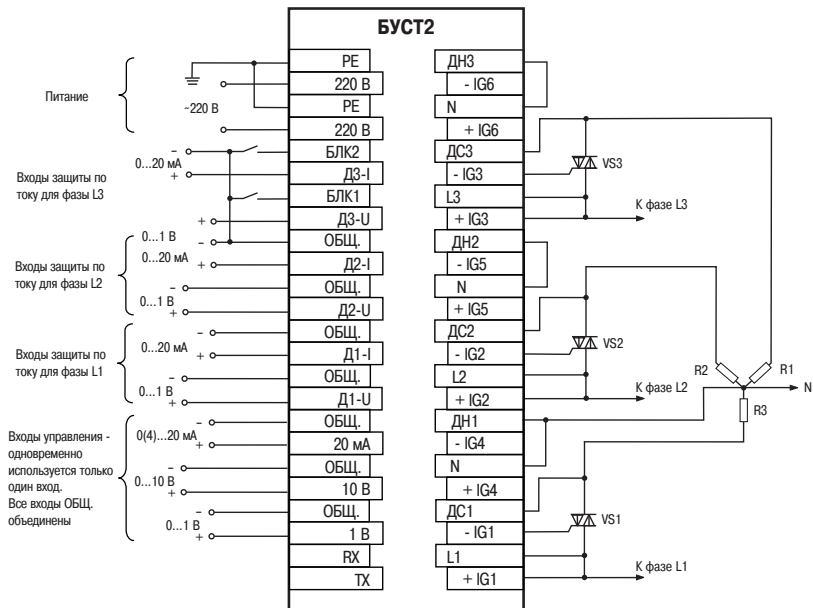 БУСТ2
Питание
~220 В
Входы защиты по
току для фазы L3
–
0...20 мА
+
+
0...1 В
–
Входы защиты по
току для фазы L2
0...20 мА
+
–
0...1 В
+
Входы защиты по
току для фазы L1
–
0...20 мА
+
–
0...1 В
+
Входы управления -
одновременно
используется только
один вход.
Все входы ОБЩ.
объединены
–
0(4)...20 мА
+
–
0...10 В
+
–
0...1 В
+
PE
220 В
PE
220 В
БЛК2
Д3-I
БЛК1
Д3-U
ОБЩ.
Д2-I
ОБЩ.
Д2-U
ОБЩ.
Д1-I
ОБЩ.
Д1-U
ОБЩ.
20 мА
ОБЩ.
10 В
ОБЩ.
1 В
RX
TX
ДН3
- IG6
N
+ IG6
ДС3
- IG3
L3
+ IG3
ДН2
- IG5
N
+ IG5
ДС2
- IG2
L2
+ IG2
ДН1
- IG4
N
+ IG4
ДС1
- IG1
L1
+ IG1
VS3
К фазе L3
VS2
К фазе L2
R2
R1
N
R3
VS1
К фазе L1